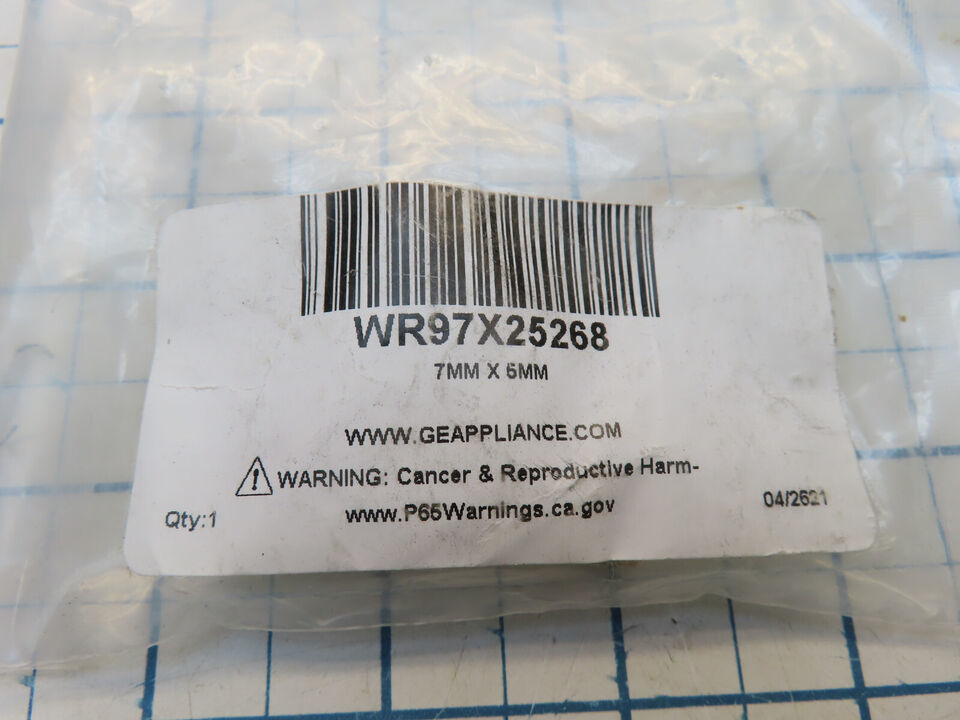 WR97X25268
7MM X 5MM
WWW.GEAPPLIANCE.COM
WARNING: Cancer & Reproductive Harm-
www.P65Warnings.ca.gov
Qty:1
04/2621